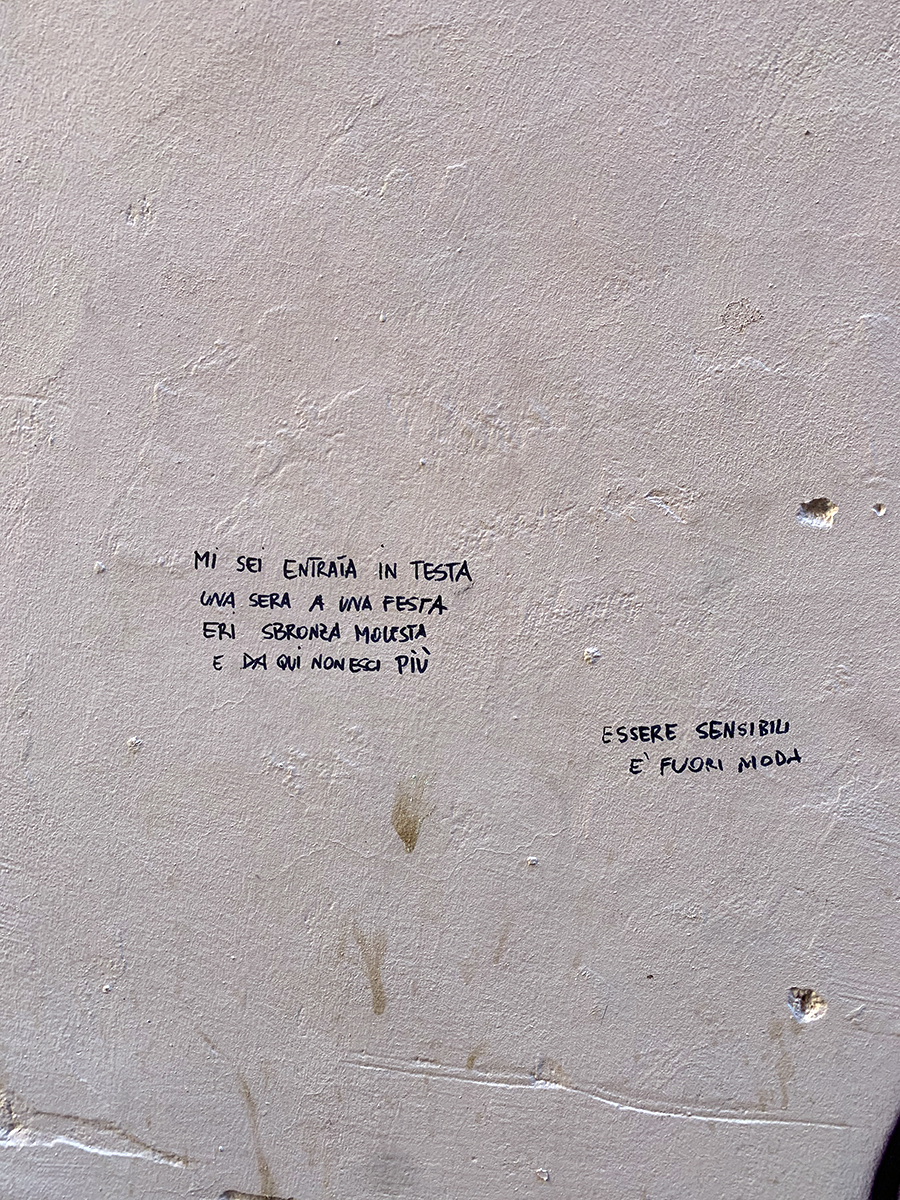 MI SEI ENTRATA IN TESTA
UNA SERA A UNA FESTA
ERI SBRONZA MOLESTA
E DA QUI NON ESCI PIÙ
ESSERE SENSIBILI
E' FUORI MODA